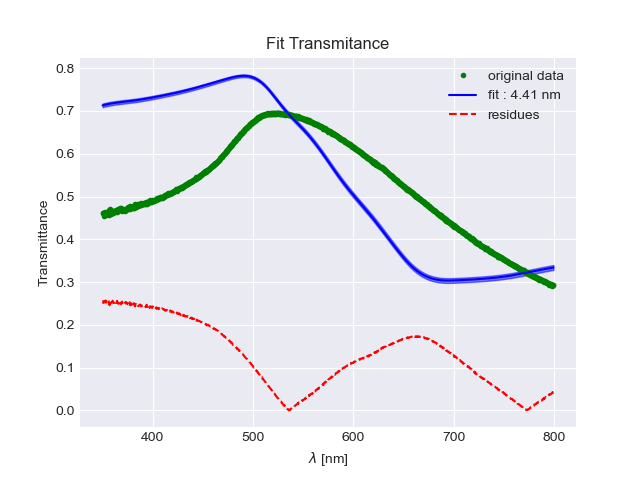 Fit Transmitance
0.8
0.7
0.6
0.5
0.4
0.3
0.2
0.1
0.0
Transmittance
original data
fit : 4.41 nm
residues
400
500
600
700
800
λ [nm]